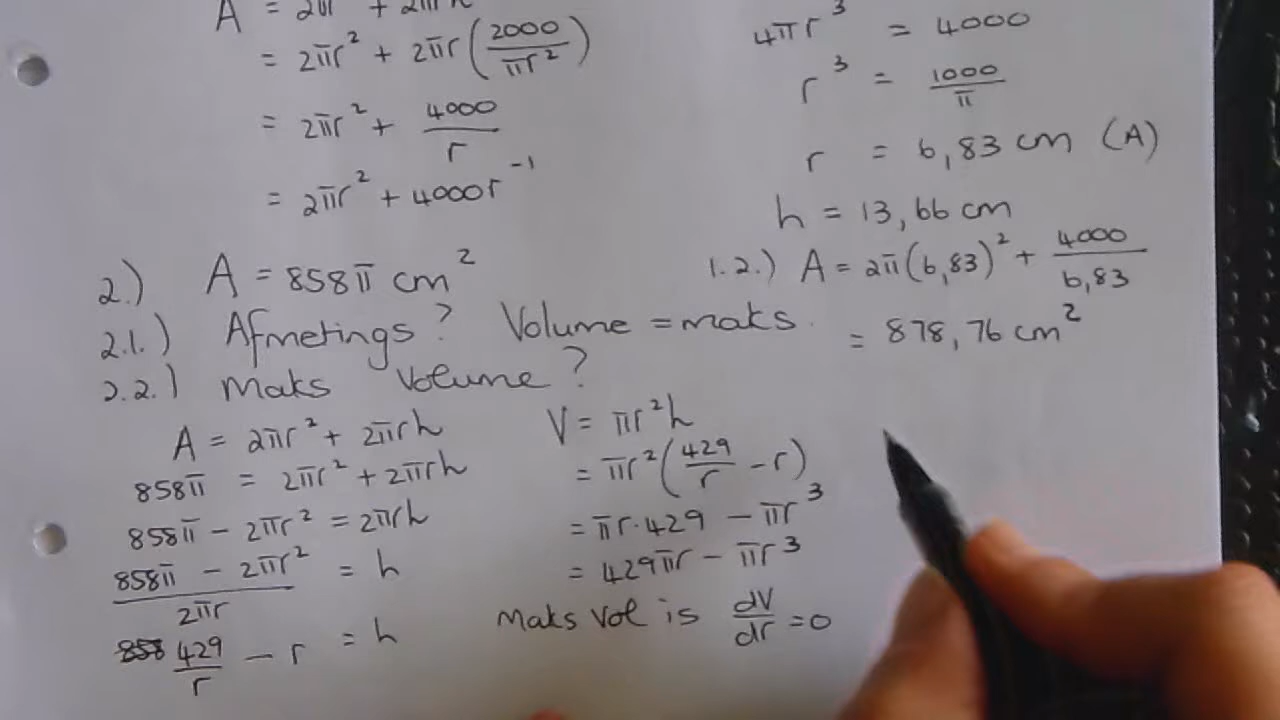 A = 2πr² + 2πrh
= 2πr² + 2πr(2000/πr²)
= 2πr² + 4000/r
= 2πr² + 4000r⁻¹
4πr³ = 4000
r³ = 1000/π
r = 6,83 cm (A)
h = 13,66 cm
1.2.) A = 2π(6,83)² + 4000/6,83
= 878,76 cm²
2.) A = 858π cm²
2.1.) Afmetings? Volume = maks.
2.2.) Maks Volume?
A = 2πr² + 2πrh
858π = 2πr² + 2πrh
858π - 2πr² = 2πrh
(858π - 2πr²)/2πr = h
429/r - r = h
V = πr²h
= πr²(429/r - r)
= πr·429 - πr³
= 429πr - πr³
Maks Vol is dV/dr = 0